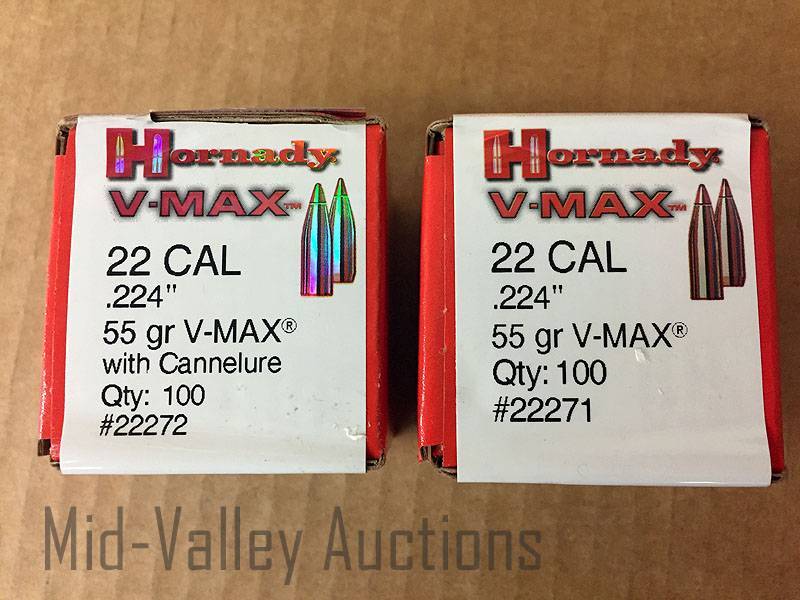 Hornady
V-MAX™
22 CAL
.224"
55 gr V-MAX®
with Cannelure
Qty: 100
#22272
Hornady
V-MAX™
22 CAL
.224"
55 gr V-MAX®
Qty: 100
#22271
Mid-Valley Auctions